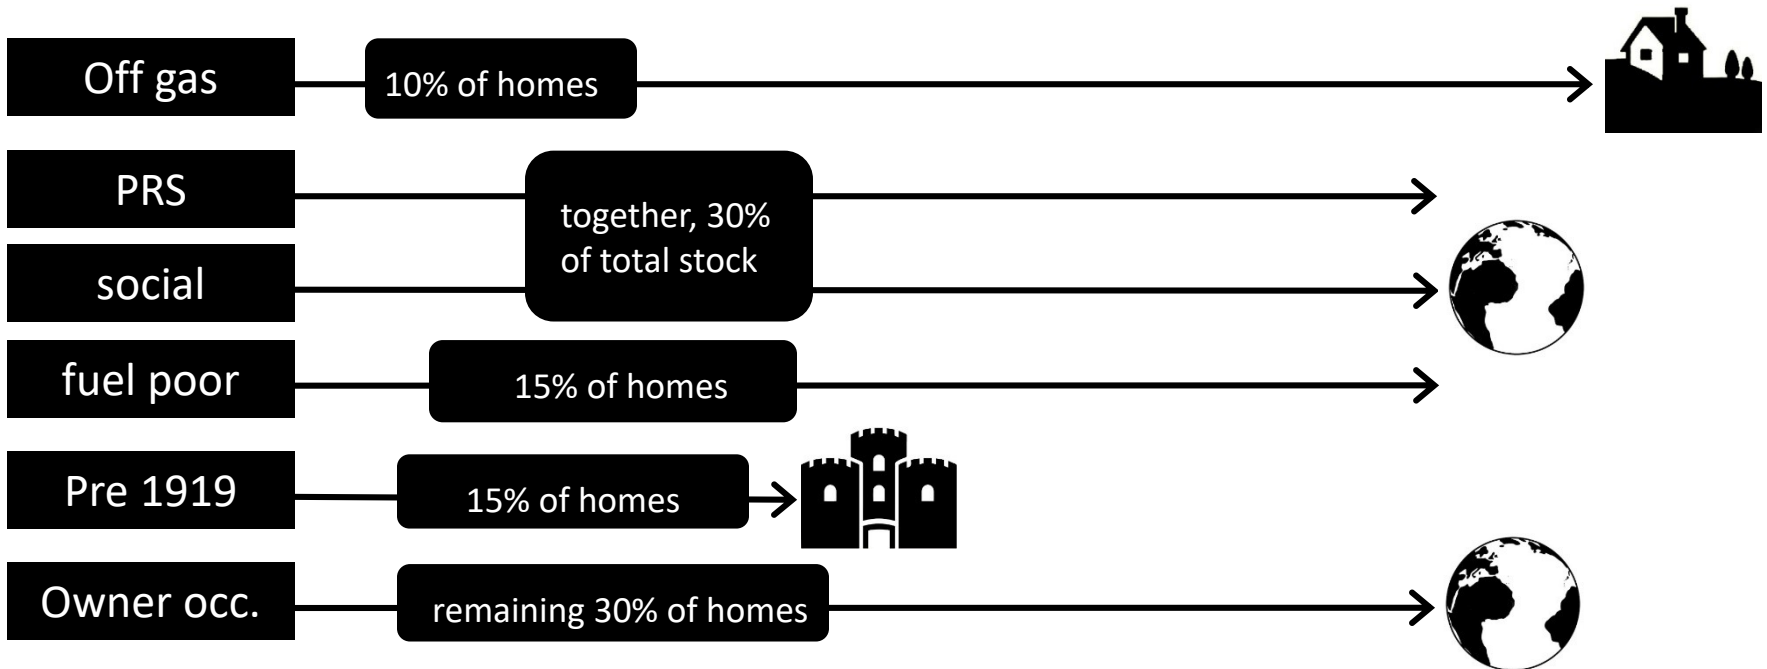 Off gas
10% of homes
PRS
together, 30%
of total stock
social
fuel poor
15% of homes
Pre 1919
15% of homes
Owner occ.
remaining 30% of homes